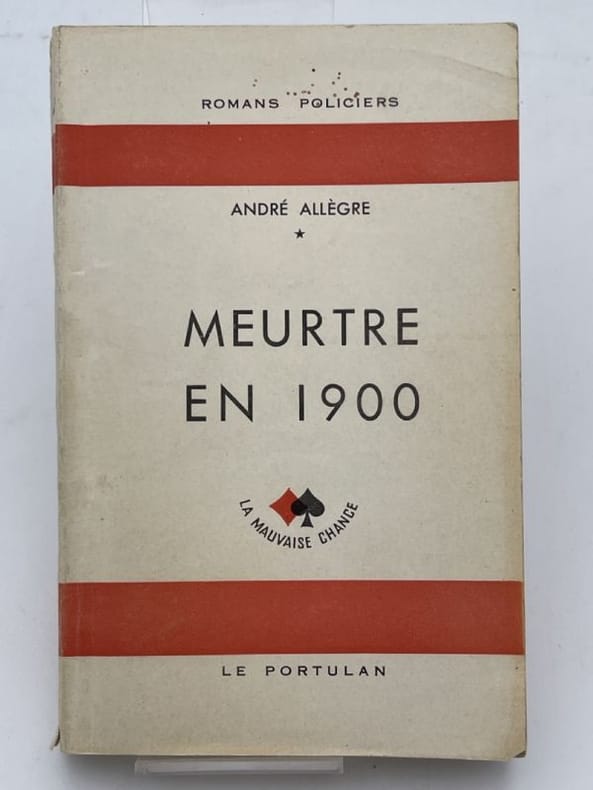 ROMANS POLICIERS
ANDRÉ ALLÈGRE
★
MEURTRE
EN 1900
LA MAUVAISE CHANCE
LE PORTULAN